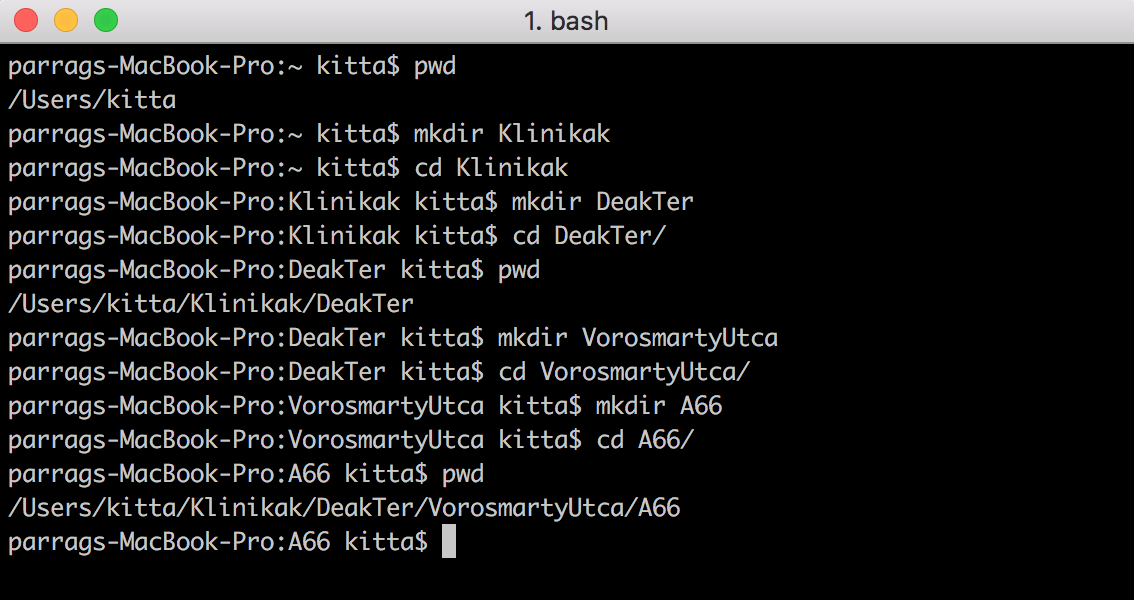 1. bash
parrags-MacBook-Pro:~ kitta$ pwd
/Users/kitta
parrags-MacBook-Pro:~ kitta$ mkdir Klinikak
parrags-MacBook-Pro:~ kitta$ cd Klinikak
parrags-MacBook-Pro:Klinikak kitta$ mkdir DeakTer
parrags-MacBook-Pro:Klinikak kitta$ cd DeakTer/
parrags-MacBook-Pro:DeakTer kitta$ pwd
/Users/kitta/Klinikak/DeakTer
parrags-MacBook-Pro:DeakTer kitta$ mkdir VorosmartyUtca
parrags-MacBook-Pro:DeakTer kitta$ cd VorosmartyUtca/
parrags-MacBook-Pro:VorosmartyUtca kitta$ mkdir A66
parrags-MacBook-Pro:VorosmartyUtca kitta$ cd A66/
parrags-MacBook-Pro:A66 kitta$ pwd
/Users/kitta/Klinikak/DeakTer/VorosmartyUtca/A66
parrags-MacBook-Pro:A66 kitta$